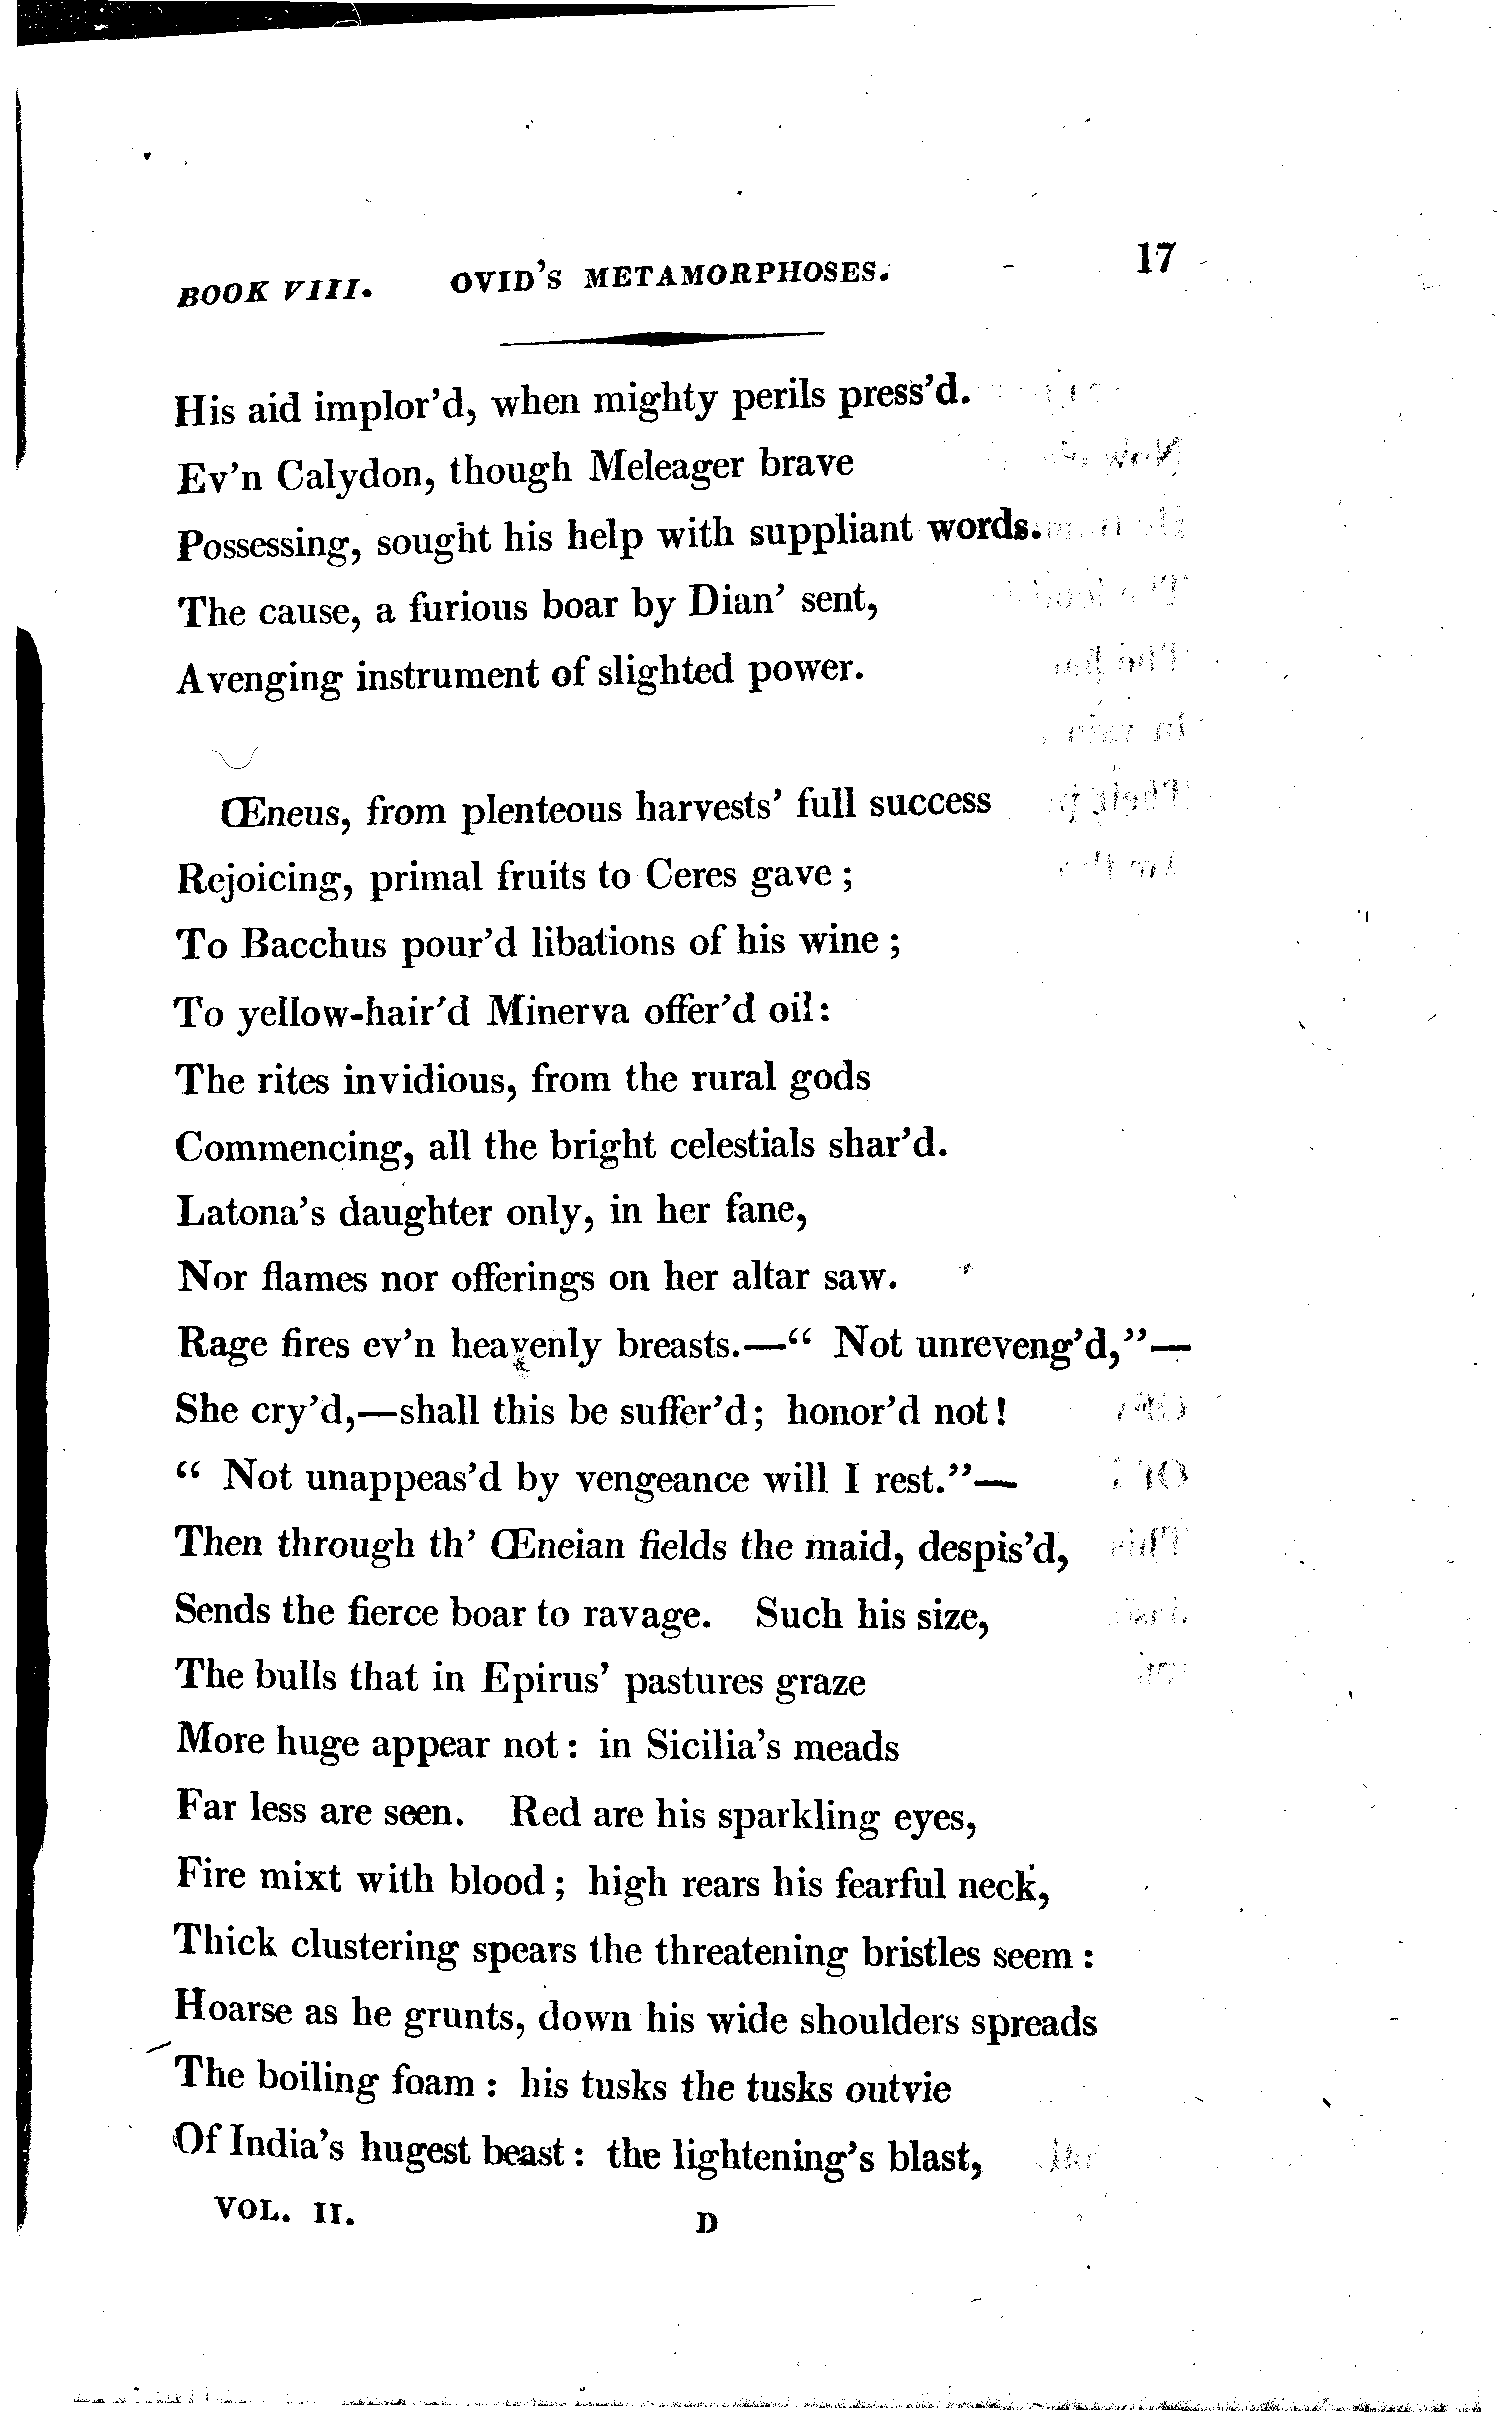 BOOK VIII. OVID'S METAMORPHOSES. 17
His aid implor'd, when mighty perils press'd.
Ev'n Calydon, though Meleager brave
Possessing, sought his help with suppliant words.
The cause, a furious boar by Dian' sent,
Avenging instrument of slighted power.
Œneus, from plenteous harvests' full success
Rejoicing, primal fruits to Ceres gave ;
To Bacchus pour'd libations of his wine ;
To yellow-hair'd Minerva offer'd oil:
The rites invidious, from the rural gods
Commencing, all the bright celestials shar'd.
Latona's daughter only, in her fane,
Nor flames nor offerings on her altar saw.
Rage fires ev'n heavenly breasts.—“ Not unreveng'd,”—
She cry'd,—shall this be suffer'd; honor'd not!
“ Not unappeas'd by vengeance will I rest.”—
Then through th' Œneian fields the maid, despis'd,
Sends the fierce boar to ravage. Such his size,
The bulls that in Epirus' pastures graze
More huge appear not : in Sicilia's meads
Far less are seen. Red are his sparkling eyes,
Fire mixt with blood ; high rears his fearful neck,
Thick clustering spears the threatening bristles seem :
Hoarse as he grunts, down his wide shoulders spreads
The boiling foam : his tusks the tusks outvie
Of India's hugest beast : the lightening's blast,
VOL. II. D